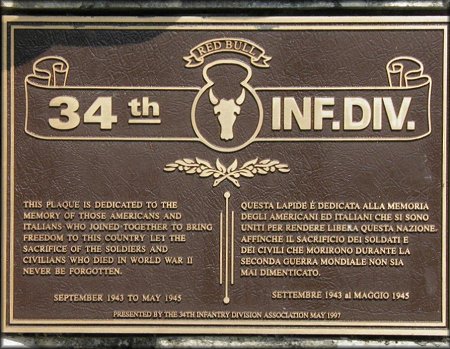 RED BULL
34th INF.DIV.
THIS PLAQUE IS DEDICATED TO THE
MEMORY OF THOSE AMERICANS AND
ITALIANS WHO JOINED TOGETHER TO BRING
FREEDOM TO THIS COUNTRY LET THE
SACRIFICE OF THE SOLDIERS AND
CIVILIANS WHO DIED IN WORLD WAR II
NEVER BE FORGOTTEN.
SEPTEMBER 1943 TO MAY 1945
QUESTA LAPIDE É DEDICATA ALLA MEMORIA
DEGLI AMERICANI ED ITALIANI CHE SI SONO
UNITI PER RENDERE LIBERA QUESTA NAZIONE.
AFFINCHE IL SACRIFICIO DEI SOLDATI E
DEI CIVILI CHE MORIRONO DURANTE LA
SECONDA GUERRA MONDIALE NON SIA
MAI DIMENTICATO.
SETTEMBRE 1943 al MAGGIO 1945
PRESENTED BY THE 34TH INFANTRY DIVISION ASSOCIATION MAY 1997